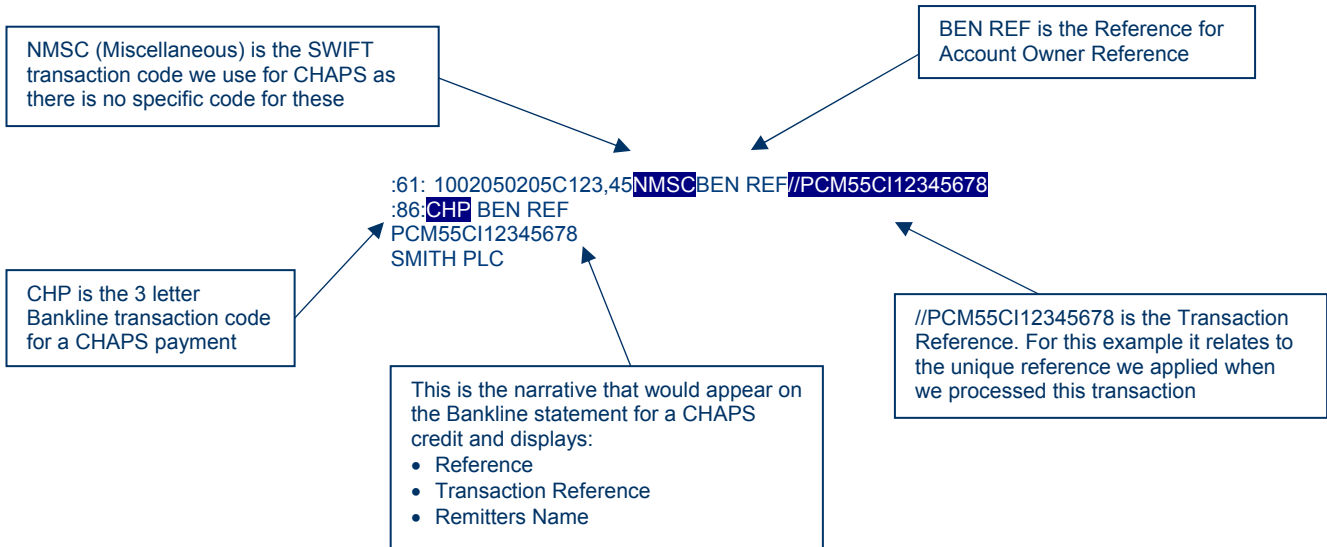 NMSC (Miscellaneous) is the SWIFT
transaction code we use for CHAPS as
there is no specific code for these
BEN REF is the Reference for
Account Owner Reference
:61: 1002050205C123,45NMSCBEN REF//PCM55CI12345678
:86:CHP BEN REF
PCM55CI12345678
SMITH PLC
CHP is the 3 letter
Bankline transaction code
for a CHAPS payment
//PCM55CI12345678 is the Transaction
Reference. For this example it relates to
the unique reference we applied when
we processed this transaction
This is the narrative that would appear on
the Bankline statement for a CHAPS
credit and displays:
• Reference
• Transaction Reference
• Remitters Name